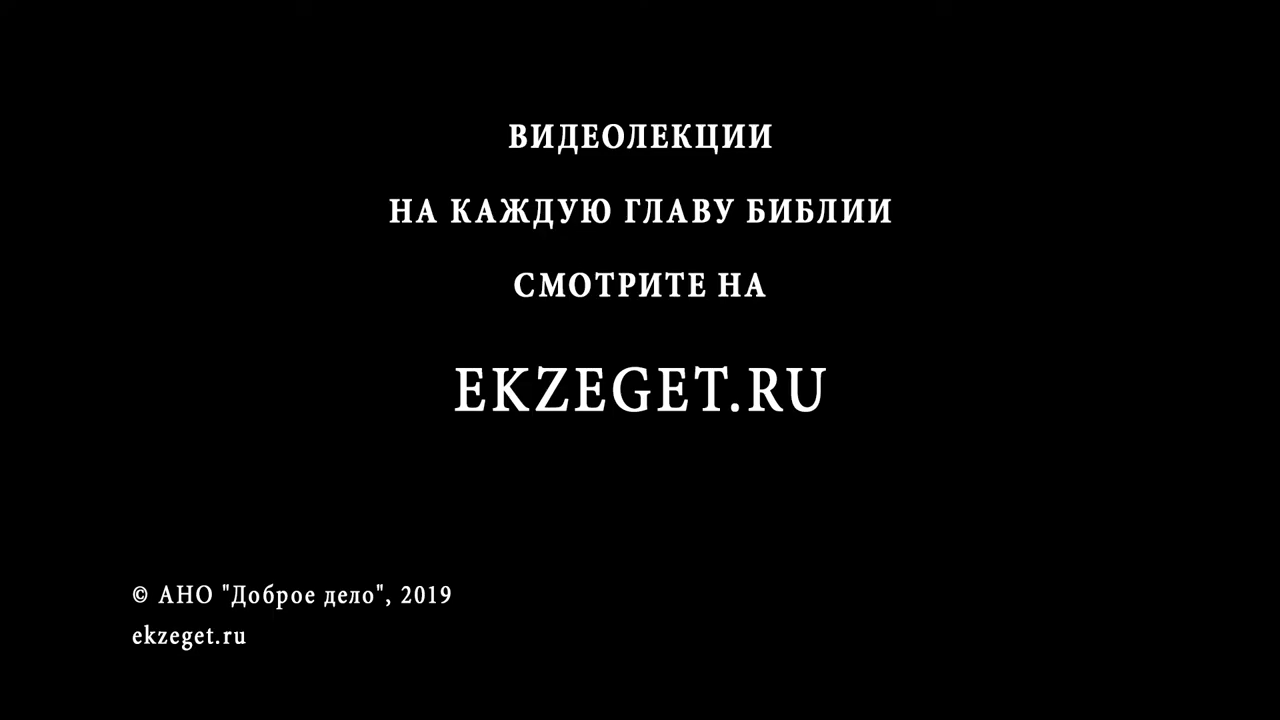 ВИДЕОЛЕКЦИИ
НА КАЖДУЮ ГЛАВУ БИБЛИИ
СМОТРИТЕ НА
EKZEGET.RU
© АНО "Доброе дело", 2019
ekzeget.ru